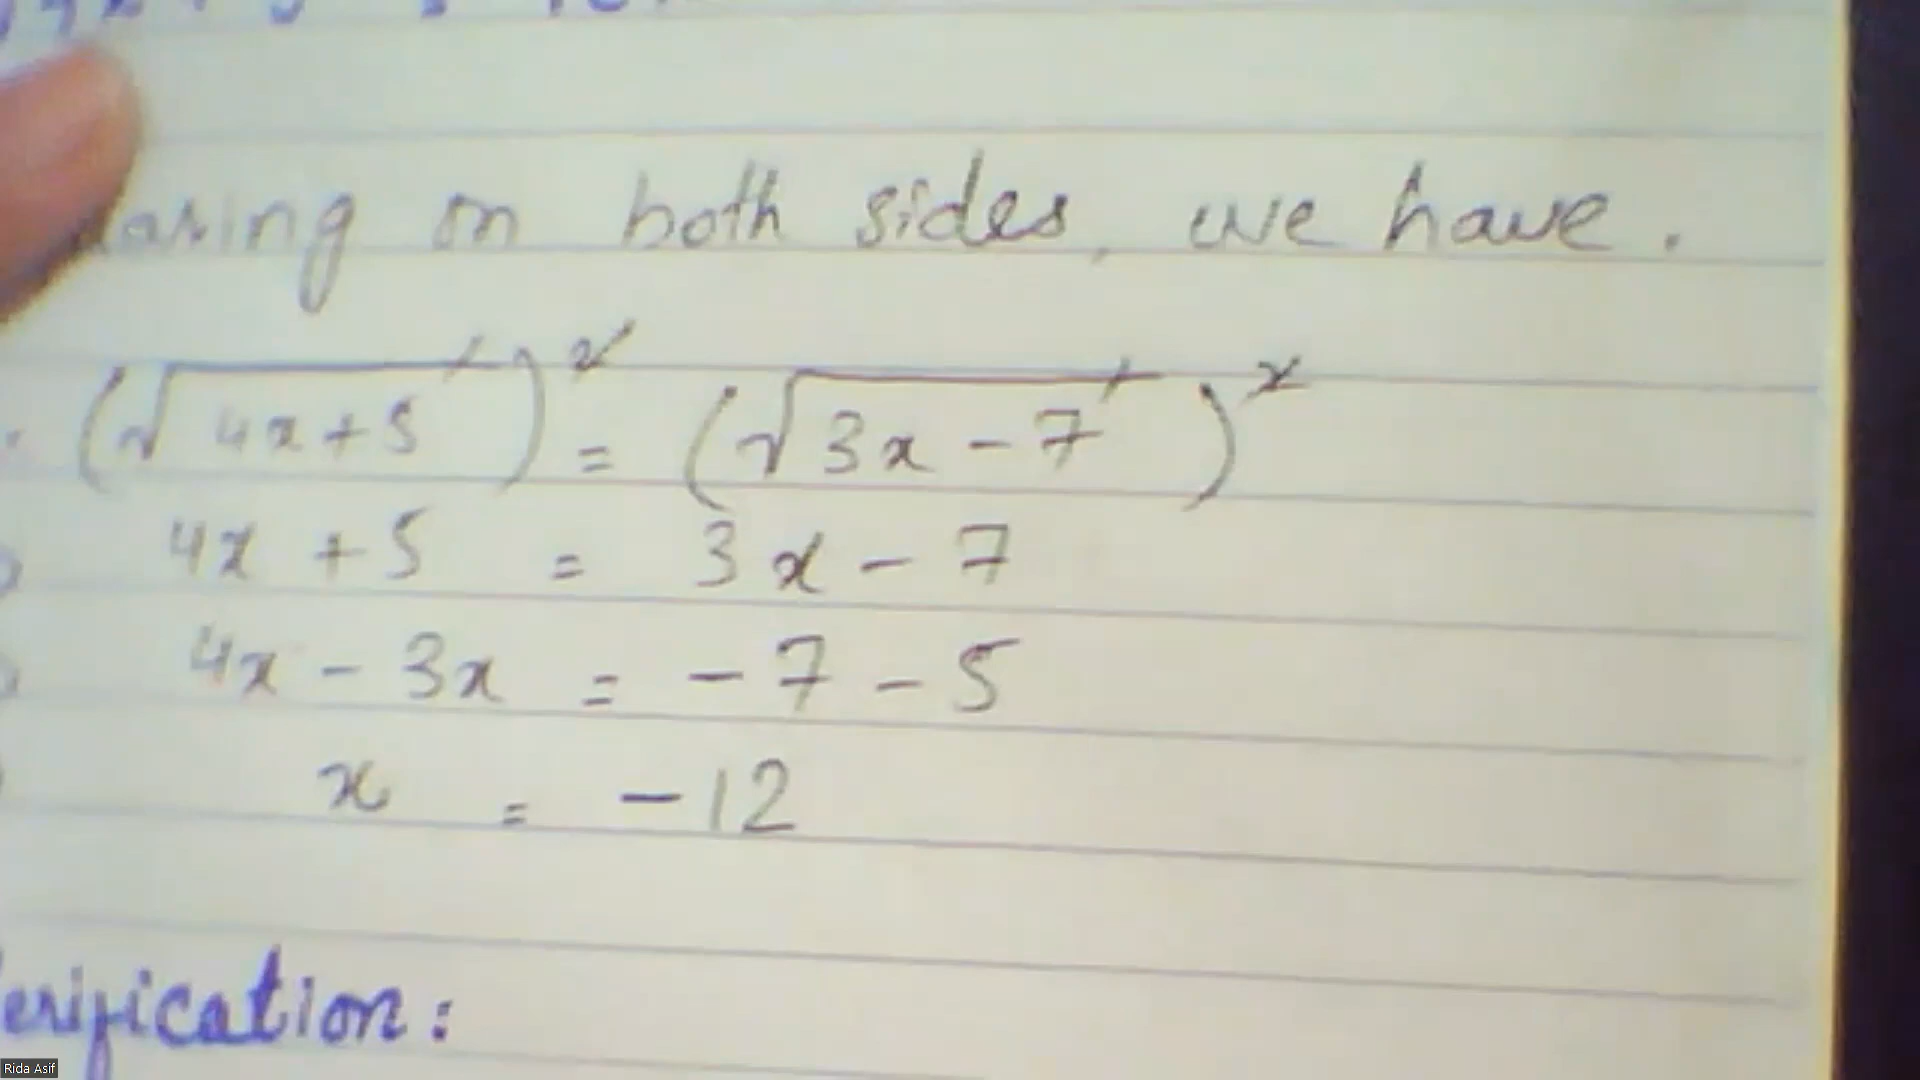 on both sides, we have.
(√4x+5)² = (√3x - 7)²
4x + 5 = 3x - 7
4x - 3x = - 7 - 5
x = - 12
erification:
Rida Asif